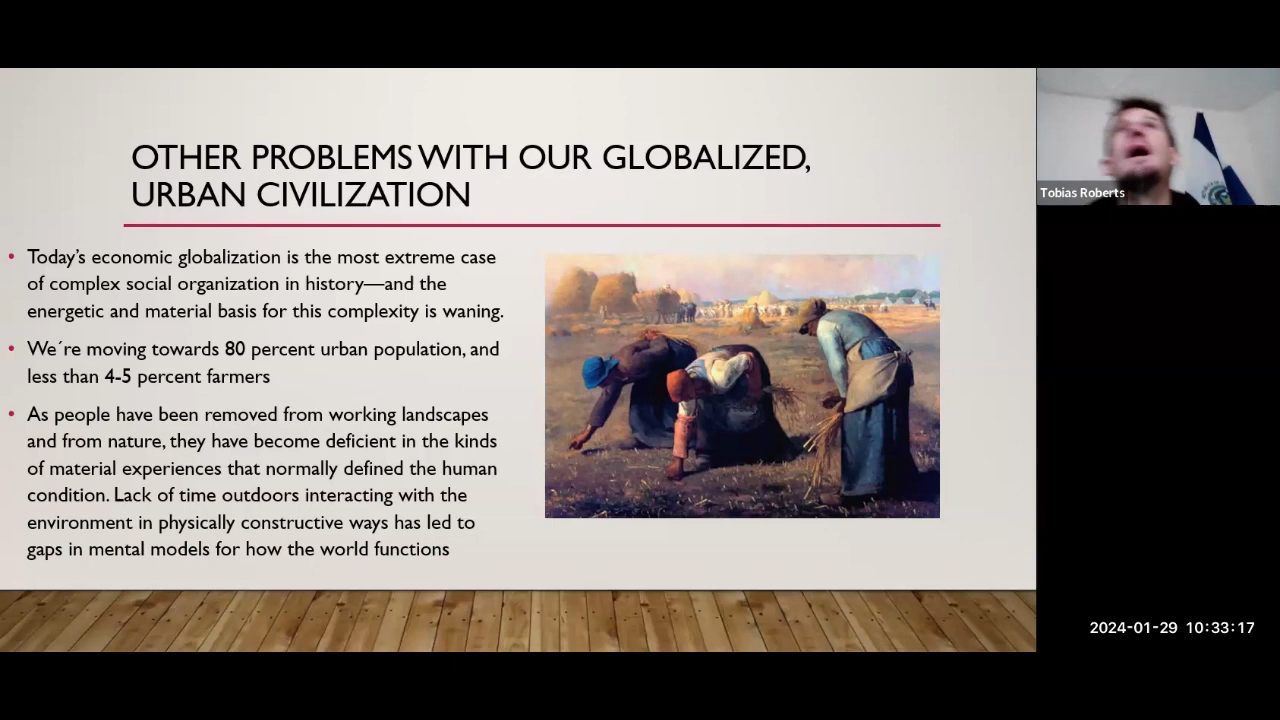 OTHER PROBLEMS WITH OUR GLOBALIZED,
URBAN CIVILIZATION
• Today’s economic globalization is the most extreme case
of complex social organization in history—and the
energetic and material basis for this complexity is waning.
• We´re moving towards 80 percent urban population, and
less than 4-5 percent farmers
• As people have been removed from working landscapes
and from nature, they have become deficient in the kinds
of material experiences that normally defined the human
condition. Lack of time outdoors interacting with the
environment in physically constructive ways has led to
gaps in mental models for how the world functions
Tobias Roberts
2024-01-29 10:33:17